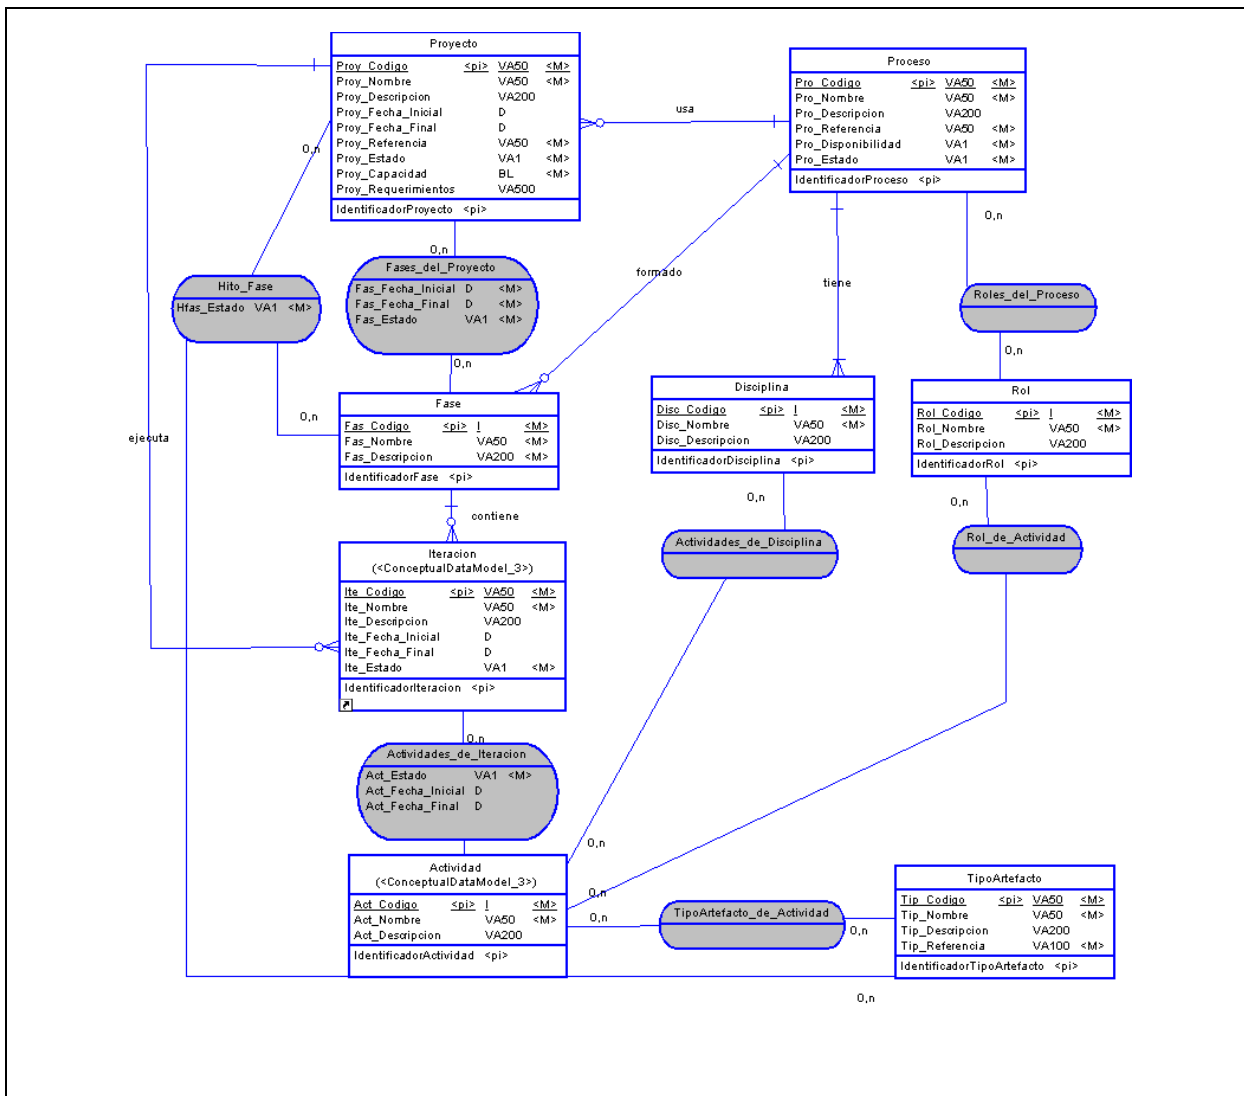 Proyecto
Proy_Codigo <pi> VA50 <M>
Proy_Nombre VA50 <M>
Proy_Descripcion VA200
Proy_Fecha_Inicial D
Proy_Fecha_Final D
Proy_Referencia VA50 <M>
Proy_Estado VA1 <M>
Proy_Capacidad BL <M>
Proy_Requerimientos VA500
IdentificadorProyecto <pi>
Proceso
Pro_Codigo <pi> VA50 <M>
Pro_Nombre VA50 <M>
Pro_Descripcion VA200
Pro_Referencia VA50 <M>
Pro_Disponibilidad VA1 <M>
Pro_Estado VA1 <M>
IdentificadorProceso <pi>
usa
0,n
0,n
0,n
Fases_del_Proyecto
Fas_Fecha_Inicial D <M>
Fas_Fecha_Final D <M>
Fas_Estado VA1 <M>
0,n
formado
tiene
Hito_Fase
Hfas_Estado VA1 <M>
Roles_del_Proceso
0,n
0,n
ejecuta
Fase
Fas_Codigo <pi> I <M>
Fas_Nombre VA50 <M>
Fas_Descripcion VA200 <M>
IdentificadorFase <pi>
Disciplina
Disc_Codigo <pi> I <M>
Disc_Nombre VA50 <M>
Disc_Descripcion VA200
IdentificadorDisciplina <pi>
Rol
Rol_Codigo <pi> I <M>
Rol_Nombre VA50 <M>
Rol_Descripcion VA200
IdentificadorRol <pi>
contiene
0,n
0,n
Actividades_de_Disciplina
Rol_de_Actividad
Iteracion
(<ConceptualDataModel_3>)
Ite_Codigo <pi> VA50 <M>
Ite_Nombre VA50 <M>
Ite_Descripcion VA200
Ite_Fecha_Inicial D
Ite_Fecha_Final D
Ite_Estado VA1 <M>
IdentificadorIteracion <pi>
0,n
Actividades_de_Iteracion
Act_Estado VA1 <M>
Act_Fecha_Inicial D
Act_Fecha_Final D
0,n
0,n
0,n
Actividad
(<ConceptualDataModel_3>)
Act_Codigo <pi> I <M>
Act_Nombre VA50 <M>
Act_Descripcion VA200
IdentificadorActividad <pi>
TipoArtefacto_de_Actividad
0,n
TipoArtefacto
Tip_Codigo <pi> VA50 <M>
Tip_Nombre VA50 <M>
Tip_Descripcion VA200
Tip_Referencia VA100 <M>
IdentificadorTipoArtefacto <pi>
0,n